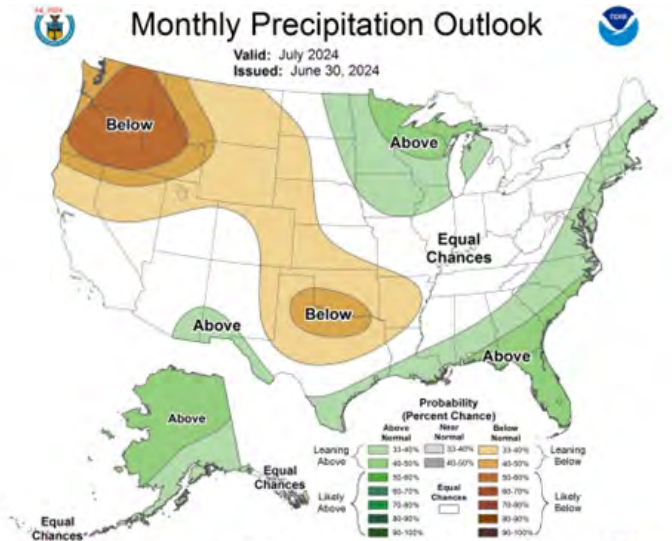 Jul_2024
Monthly Precipitation Outlook
noaa
Valid: July 2024
Issued: June 30, 2024
Below
Above
Equal
Chances
Above
Below
Above
Above
Equal
Chances
Equal
Chances
Probability
(Percent Chance)
Above Normal
Near Normal
Below Normal
Leaning Above
33-40% 33-40% 33-40%
40-50% 40-50% 40-50%
Leaning Below
Likely Above
50-60% 50-60%
60-70% 60-70%
70-80% 70-80%
80-90% 80-90%
90-100% 90-100%
Equal Chances
Likely Below